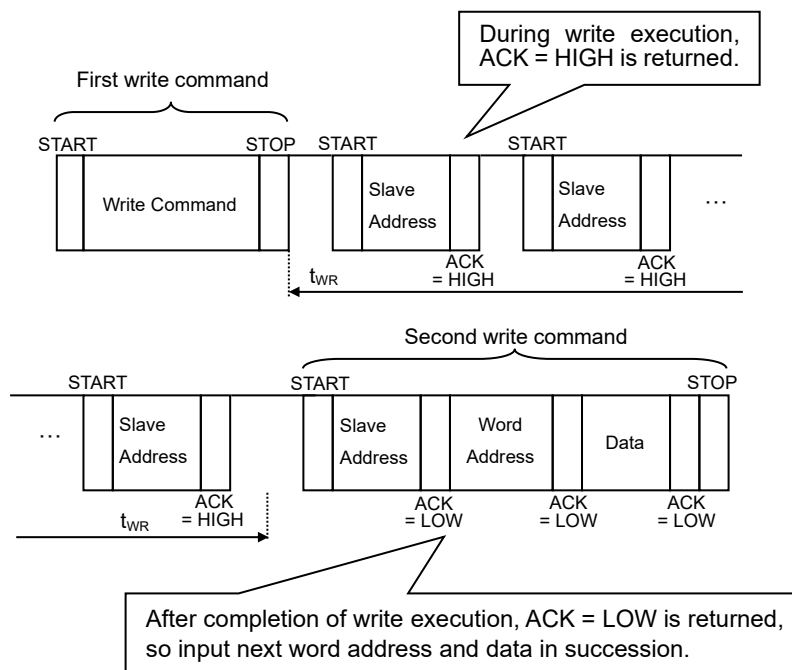 During write execution,
ACK = HIGH is returned.
First write command
START STOP START START
Write Command
Slave
Address
Slave
Address
…
ACK
= HIGH
ACK
= HIGH
tWR
Second write command
START START STOP
…
Slave
Address
Slave
Address
Word
Address
Data
ACK
= HIGH
ACK
= LOW
ACK
= LOW
ACK
= LOW
tWR
After completion of write execution, ACK = LOW is returned,
so input next word address and data in succession.